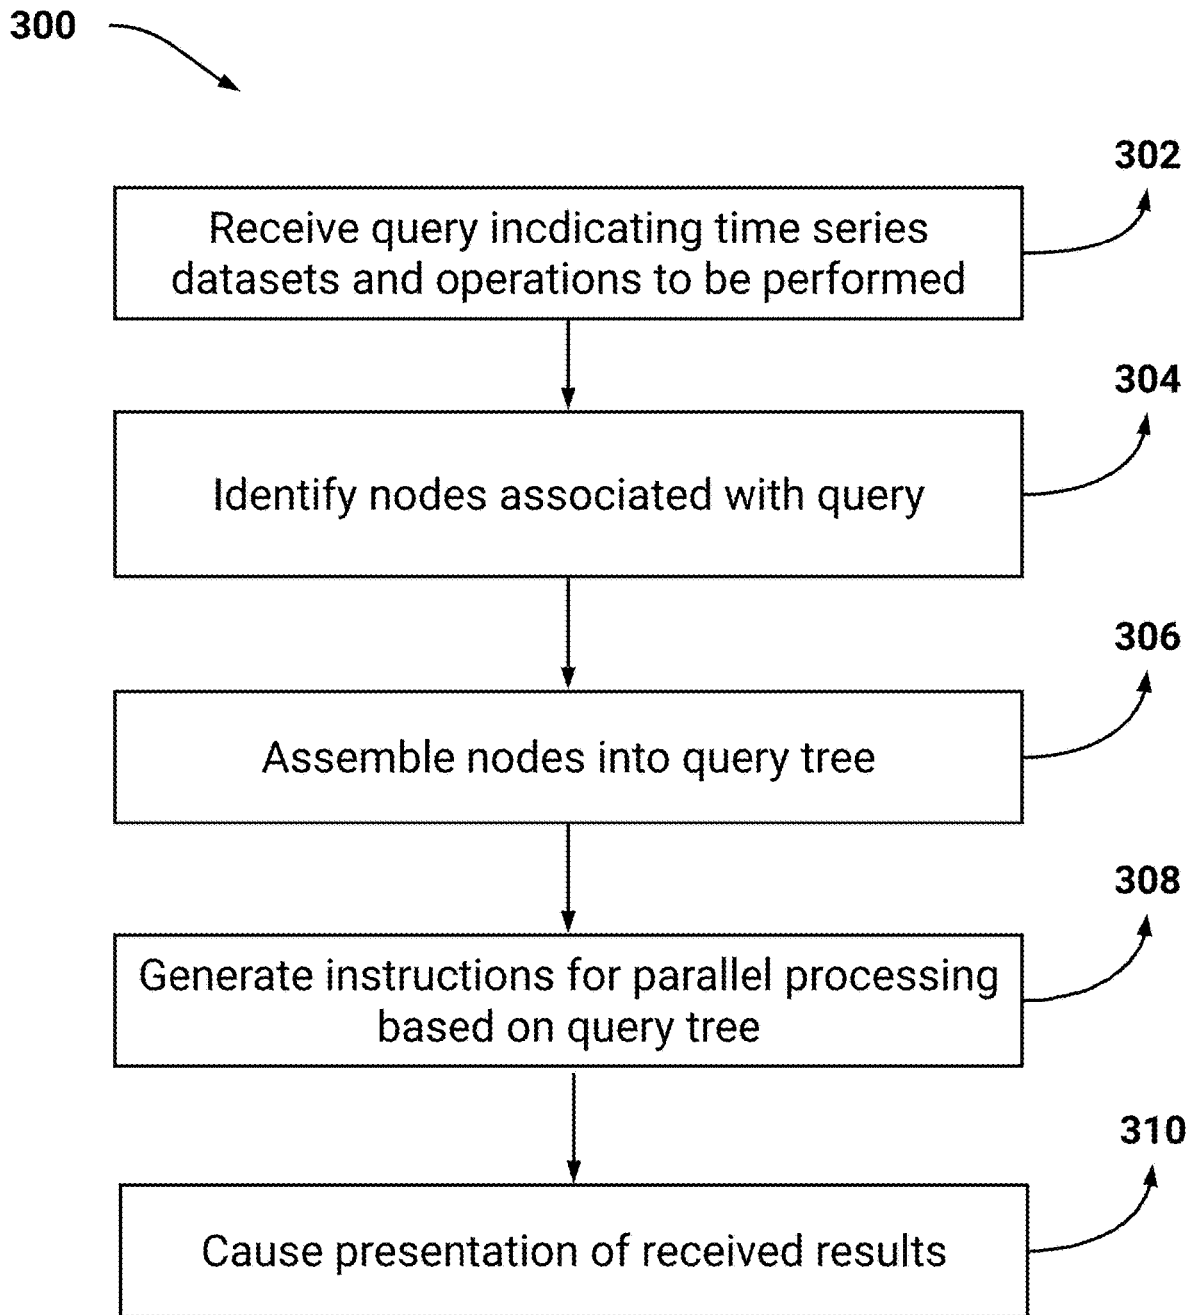 300
302
Receive query incdicating time series
datasets and operations to be performed
304
Identify nodes associated with query
306
Assemble nodes into query tree
308
Generate instructions for parallel processing
based on query tree
310
Cause presentation of received results